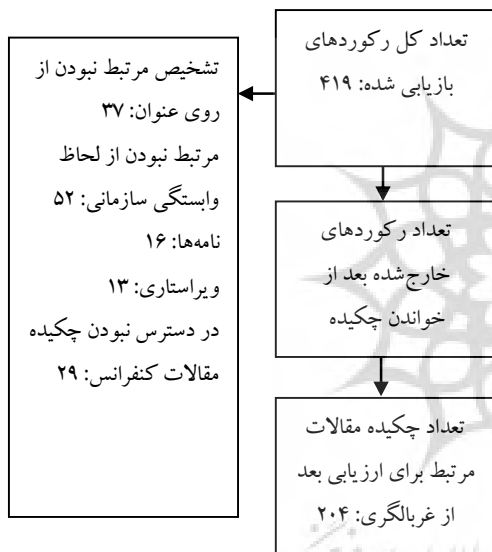 تعداد کل رکوردهای
بازیابی شده: ۴۱۹
تشخیص مرتبط نبودن از
روی عنوان: ۳۷
مرتبط نبودن از لحاظ
وابستگی سازمانی: ۵۲
نامه‌ها: ۱۶
ویراستاری: ۱۳
در دسترس نبودن چکیده
مقالات کنفرانس: ۲۹
تعداد رکوردهای
خارج‌شده بعد از
خواندن چکیده
تعداد چکیده مقالات
مرتبط برای ارزیابی بعد
از غربالگری: ۲۰۴